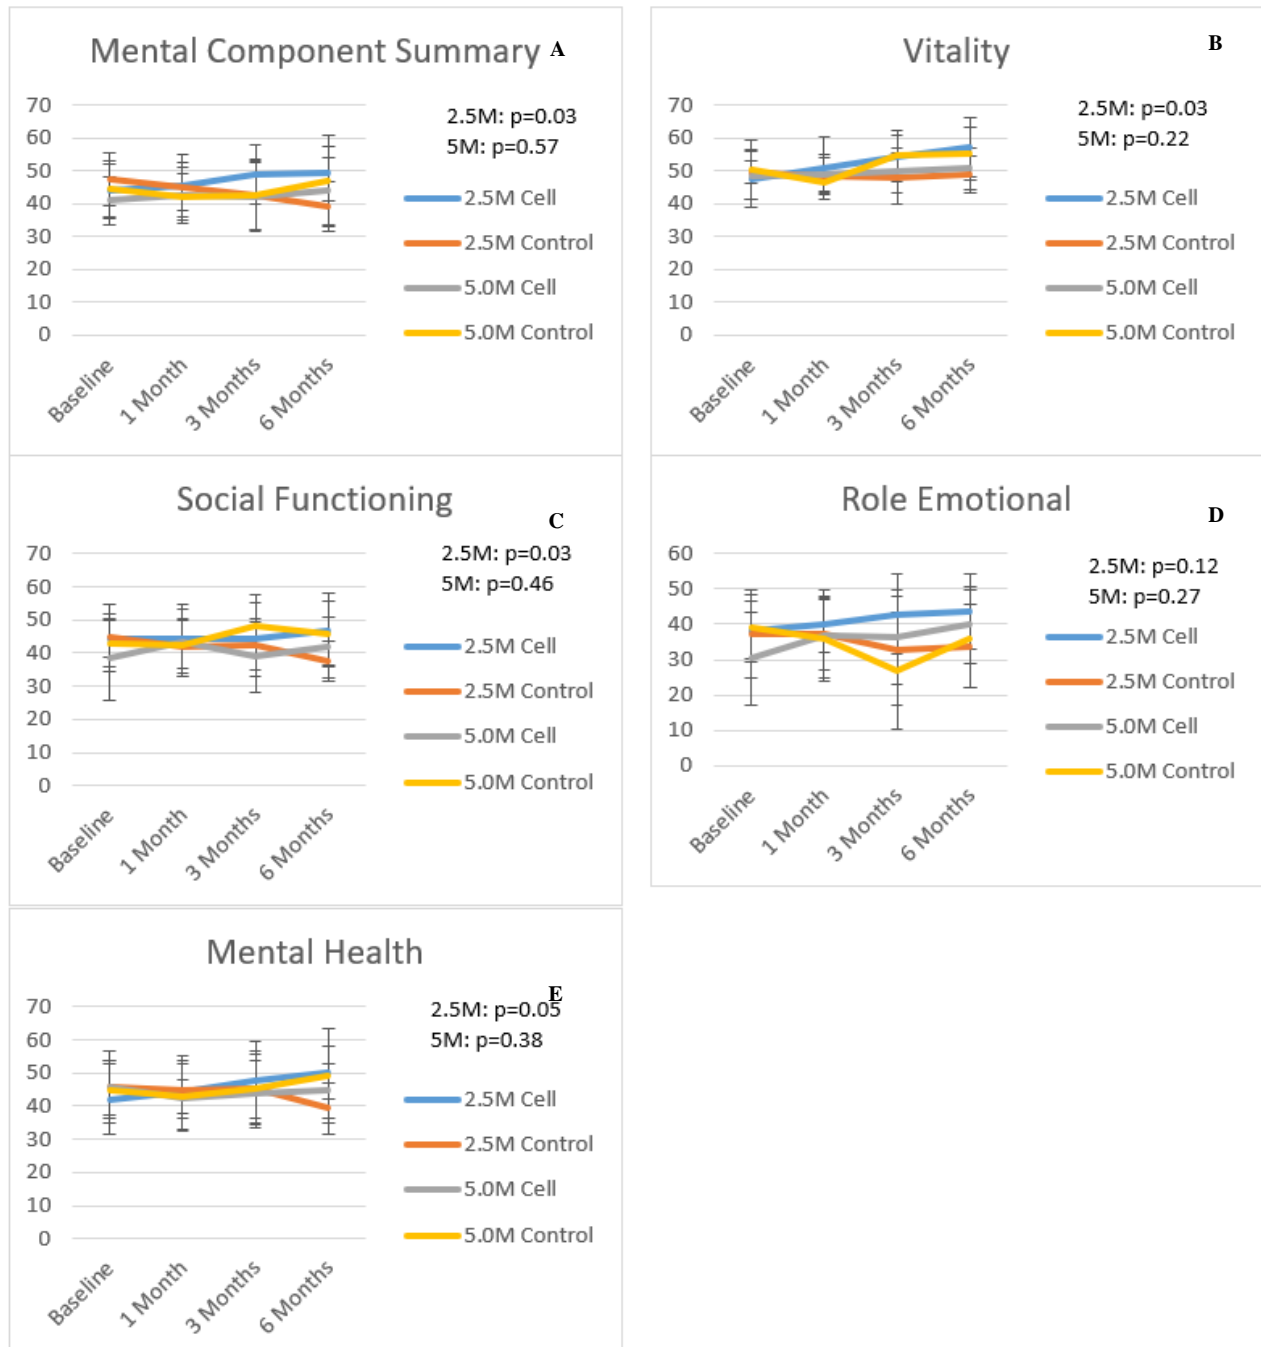 Mental Component Summary A
2.5M: p=0.03
5M: p=0.57
70
60
50
40
30
20
10
0
2.5M Cell
2.5M Control
5.0M Cell
5.0M Control
Baseline
1 Month
3 Months
6 Months
Vitality
B
2.5M: p=0.03
5M: p=0.22
70
60
50
40
30
20
10
0
2.5M Cell
2.5M Control
5.0M Cell
5.0M Control
Baseline
1 Month
3 Months
6 Months
Social Functioning
C
2.5M: p=0.03
5M: p=0.46
70
60
50
40
30
20
10
0
2.5M Cell
2.5M Control
5.0M Cell
5.0M Control
Baseline
1 Month
3 Months
6 Months
Role Emotional
D
2.5M: p=0.12
5M: p=0.27
60
50
40
30
20
10
0
2.5M Cell
2.5M Control
5.0M Cell
5.0M Control
Baseline
1 Month
3 Months
6 Months
Mental Health
E
2.5M: p=0.05
5M: p=0.38
70
60
50
40
30
20
10
0
2.5M Cell
2.5M Control
5.0M Cell
5.0M Control
Baseline
1 Month
3 Months
6 Months